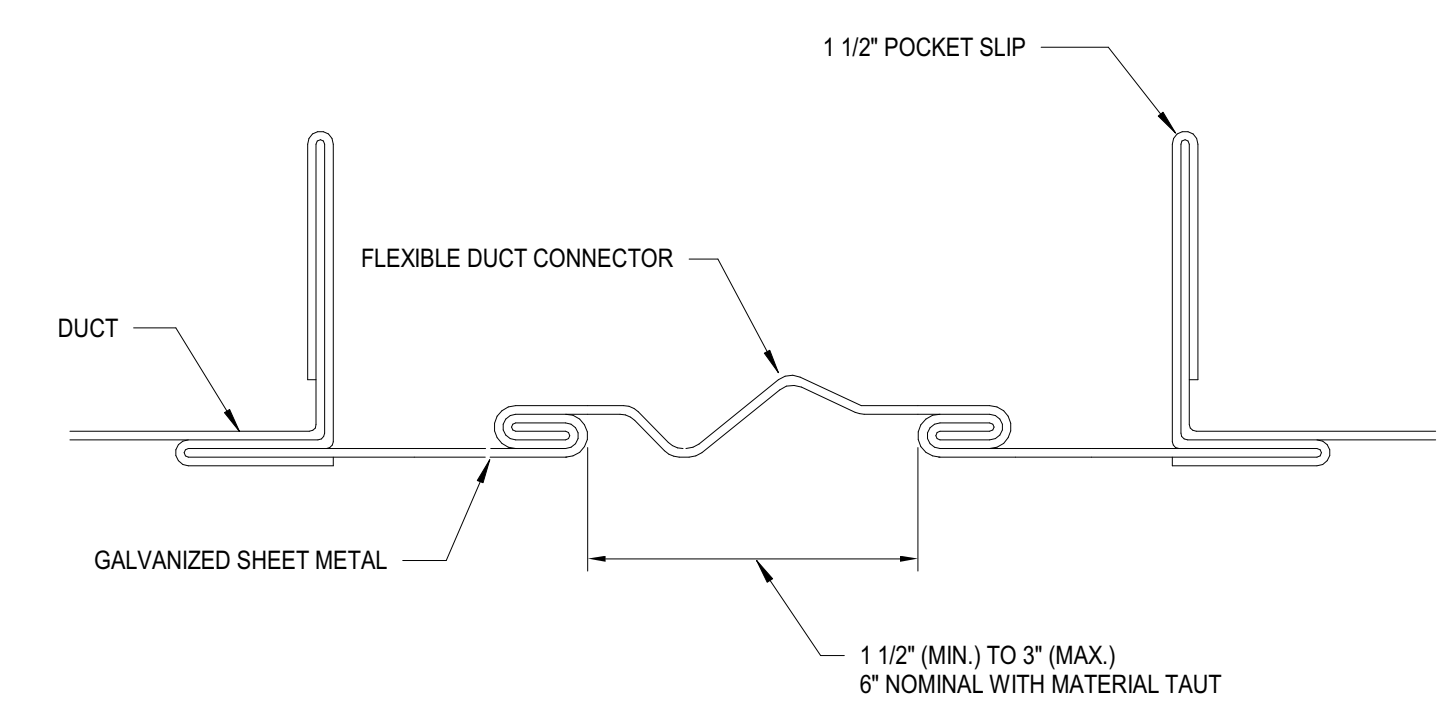 1 1/2" POCKET SLIP
FLEXIBLE DUCT CONNECTOR
DUCT
GALVANIZED SHEET METAL
1 1/2" (MIN.) TO 3" (MAX.)
6" NOMINAL WITH MATERIAL TAUT